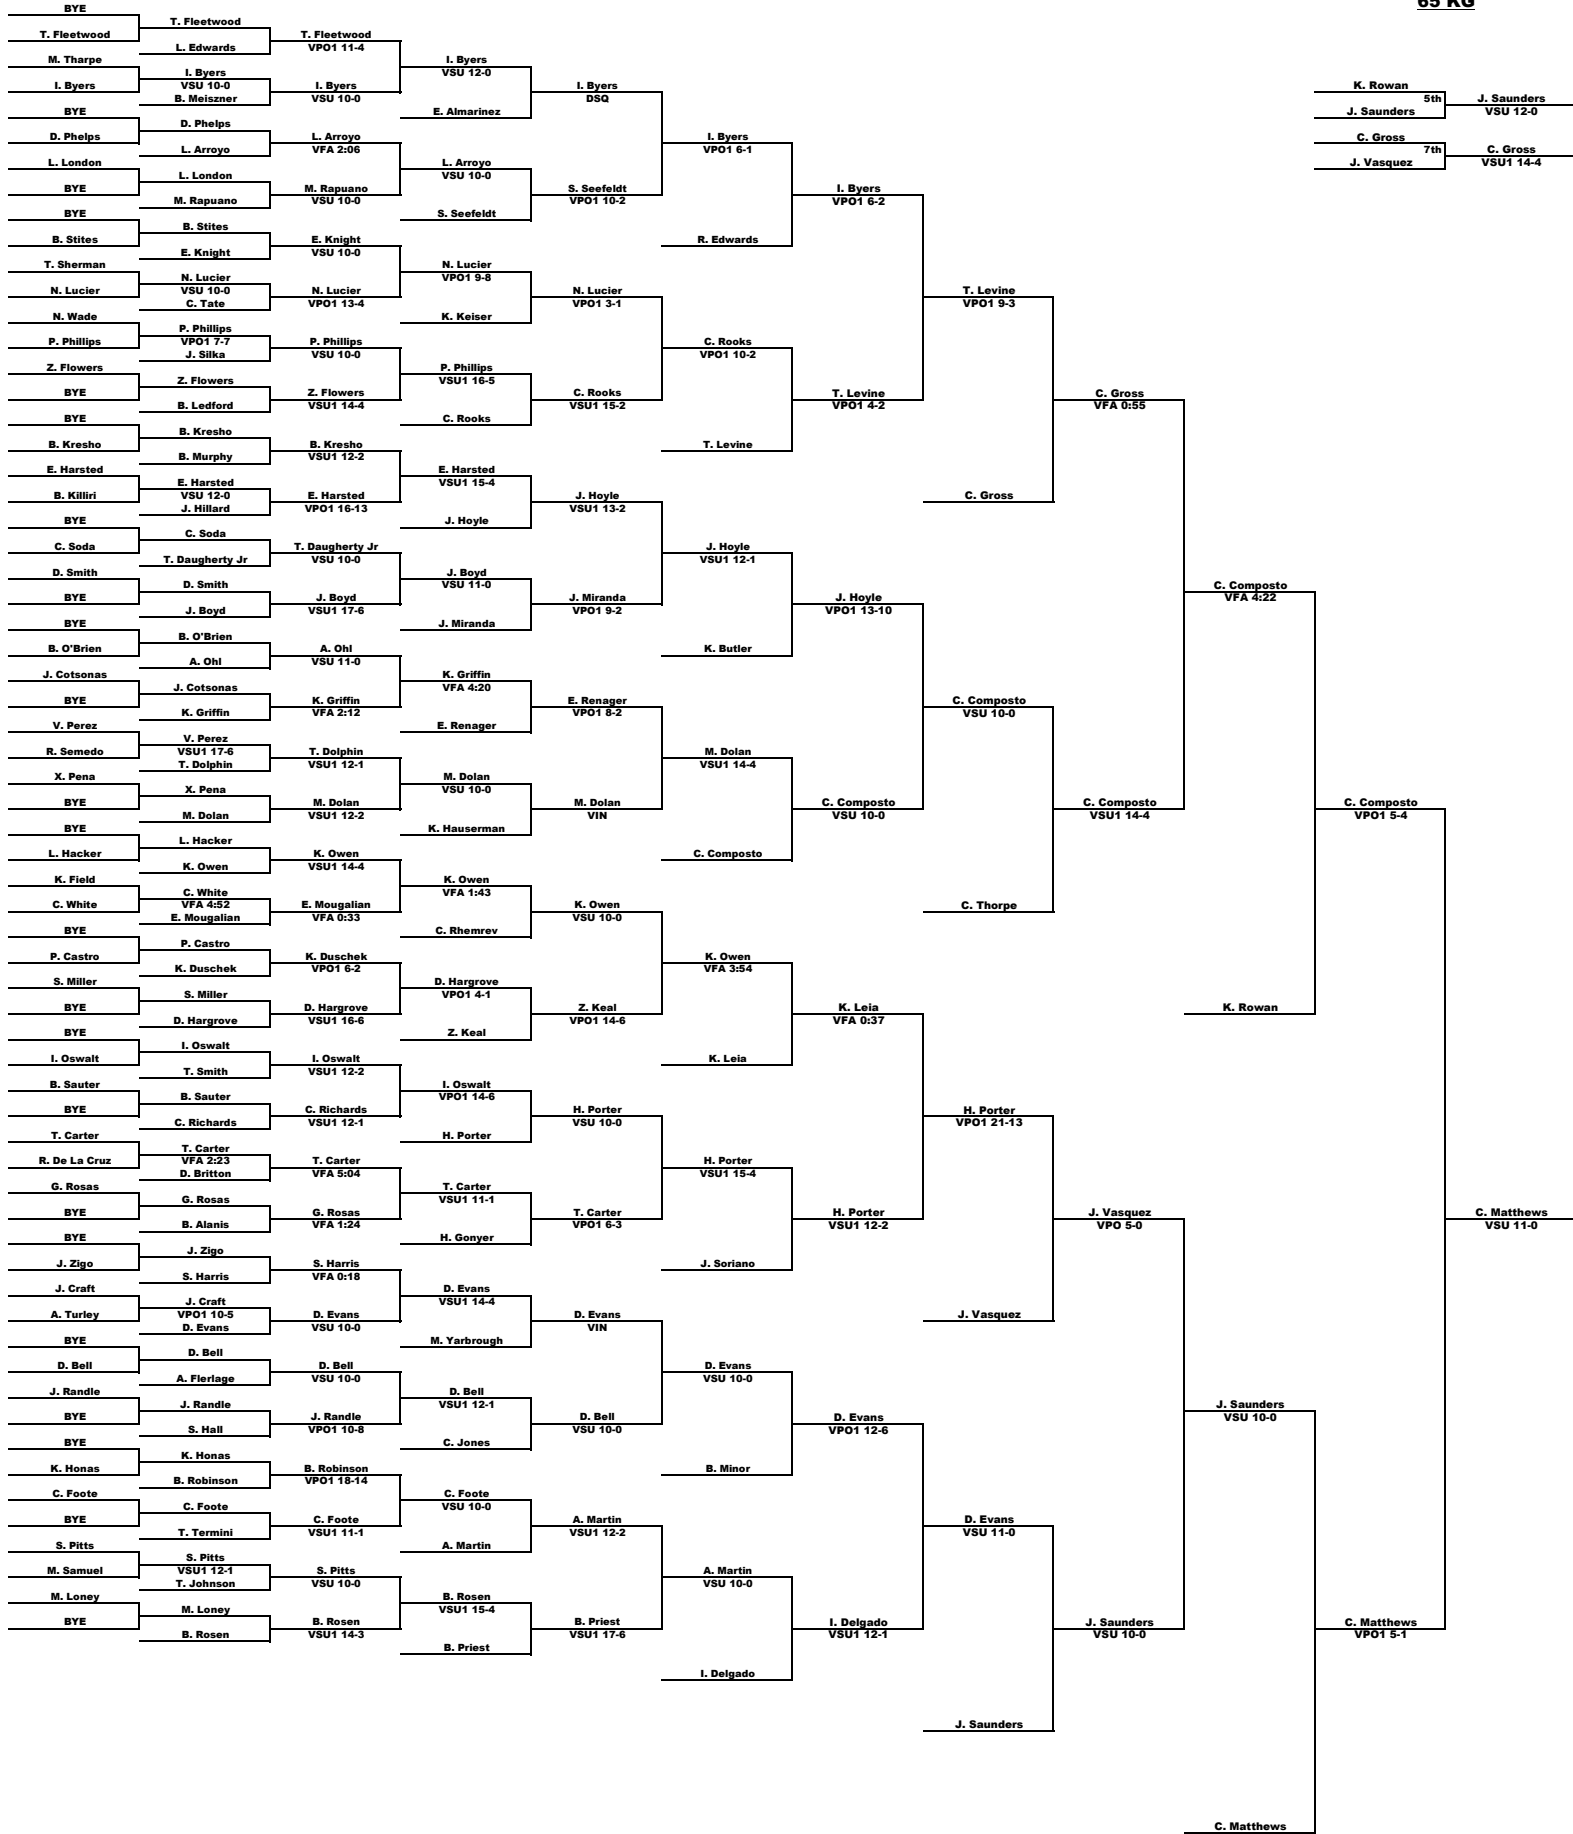 65 KG
BYE
T. Fleetwood
M. Tharpe
I. Byers
BYE
D. Phelps
L. London
BYE
BYE
B. Stites
T. Sherman
N. Lucier
N. Wade
P. Phillips
Z. Flowers
BYE
BYE
B. Kresho
E. Harsted
B. Killiri
BYE
C. Soda
D. Smith
BYE
BYE
B. O'Brien
J. Cotsonas
BYE
V. Perez
R. Semedo
X. Pena
BYE
BYE
L. Hacker
K. Field
C. White
BYE
P. Castro
S. Miller
BYE
BYE
I. Oswalt
B. Sauter
BYE
T. Carter
R. De La Cruz
G. Rosas
BYE
BYE
J. Zigo
J. Craft
A. Turley
BYE
D. Bell
J. Randle
BYE
BYE
K. Honas
C. Foote
BYE
S. Pitts
M. Samuel
M. Loney
BYE
T. Fleetwood
L. Edwards
I. Byers
VSU 10-0
B. Meiszner
D. Phelps
L. Arroyo
L. London
M. Rapuano
B. Stites
E. Knight
N. Lucier
VSU 10-0
C. Tate
P. Phillips
VPO1 7-7
J. Silka
Z. Flowers
B. Ledford
B. Kresho
B. Murphy
E. Harsted
VSU 12-0
J. Hillard
C. Soda
T. Daugherty Jr
D. Smith
J. Boyd
B. O'Brien
A. Ohl
J. Cotsonas
K. Griffin
V. Perez
VSU1 17-6
T. Dolphin
X. Pena
M. Dolan
L. Hacker
K. Owen
C. White
VFA 4:52
E. Mougalian
P. Castro
K. Duschek
S. Miller
D. Hargrove
I. Oswalt
T. Smith
B. Sauter
C. Richards
T. Carter
VFA 2:23
D. Britton
G. Rosas
B. Alanis
J. Zigo
S. Harris
J. Craft
VPO1 10-5
D. Evans
D. Bell
A. Flerlage
J. Randle
S. Hall
K. Honas
B. Robinson
C. Foote
T. Termini
S. Pitts
VSU1 12-1
T. Johnson
M. Loney
B. Rosen
T. Fleetwood
VPO1 11-4
I. Byers
VSU 10-0
L. Arroyo
VFA 2:06
M. Rapuano
VSU 10-0
E. Knight
VSU 10-0
N. Lucier
VPO1 13-4
P. Phillips
VSU 10-0
Z. Flowers
VSU1 14-4
B. Kresho
VSU1 12-2
E. Harsted
VPO1 16-13
T. Daugherty Jr
VSU 10-0
J. Boyd
VSU1 17-6
A. Ohl
VSU 11-0
K. Griffin
VFA 2:12
T. Dolphin
VSU1 12-1
M. Dolan
VSU1 12-2
K. Owen
VSU1 14-4
E. Mougalian
VFA 0:33
K. Duschek
VPO1 6-2
D. Hargrove
VSU1 16-6
I. Oswalt
VSU1 12-2
C. Richards
VSU1 12-1
T. Carter
VFA 5:04
G. Rosas
VFA 1:24
S. Harris
VFA 0:18
D. Evans
VSU 10-0
D. Bell
VSU 10-0
J. Randle
VPO1 10-8
B. Robinson
VPO1 18-14
C. Foote
VSU1 11-1
S. Pitts
VSU 10-0
B. Rosen
VSU1 14-3
I. Byers
VSU 12-0
E. Almarinez
L. Arroyo
VSU 10-0
S. Seefeldt
N. Lucier
VPO1 9-8
K. Keiser
P. Phillips
VSU1 16-5
C. Rooks
E. Harsted
VSU1 15-4
J. Hoyle
J. Boyd
VSU 11-0
J. Miranda
K. Griffin
VFA 4:20
E. Renager
M. Dolan
VSU 10-0
K. Hauserman
K. Owen
VFA 1:43
C. Rhemrev
D. Hargrove
VPO1 4-1
Z. Keal
I. Oswalt
VPO1 14-6
H. Porter
T. Carter
VSU1 11-1
H. Gonyer
D. Evans
VSU1 14-4
M. Yarbrough
D. Bell
VSU1 12-1
C. Jones
C. Foote
VSU 10-0
A. Martin
B. Rosen
VSU1 15-4
B. Priest
I. Byers
DSQ
S. Seefeldt
VPO1 10-2
N. Lucier
VPO1 3-1
C. Rooks
VSU1 15-2
J. Hoyle
VSU1 13-2
J. Miranda
VPO1 9-2
E. Renager
VPO1 8-2
M. Dolan
VIN
K. Owen
VSU 10-0
Z. Keal
VPO1 14-6
H. Porter
VSU 10-0
T. Carter
VPO1 6-3
D. Evans
VIN
D. Bell
VSU 10-0
A. Martin
VSU1 12-2
B. Priest
VSU1 17-6
I. Byers
VPO1 6-1
R. Edwards
C. Rooks
VPO1 10-2
T. Levine
J. Hoyle
VSU1 12-1
K. Butler
M. Dolan
VSU1 14-4
C. Composto
K. Owen
VFA 3:54
K. Leia
H. Porter
VSU1 15-4
J. Soriano
D. Evans
VSU 10-0
B. Minor
A. Martin
VSU 10-0
I. Delgado
I. Byers
VPO1 6-2
T. Levine
VPO1 4-2
J. Hoyle
VPO1 13-10
C. Composto
VSU 10-0
K. Leia
VFA 0:37
H. Porter
VSU1 12-2
D. Evans
VPO1 12-6
I. Delgado
VSU1 12-1
T. Levine
VPO1 9-3
C. Gross
C. Composto
VSU 10-0
C. Thorpe
H. Porter
VPO1 21-13
J. Vasquez
D. Evans
VSU 11-0
J. Saunders
C. Gross
VFA 0:55
C. Composto
VSU1 14-4
J. Vasquez
VPO 5-0
J. Saunders
VSU 10-0
C. Composto
VFA 4:22
K. Rowan
J. Saunders
VSU 10-0
C. Matthews
K. Rowan
5th
J. Saunders
C. Gross
7th
J. Vasquez
C. Composto
VPO1 5-4
C. Matthews
VPO1 5-1
J. Saunders
VSU 12-0
C. Gross
VSU1 14-4
C. Matthews
VSU 11-0